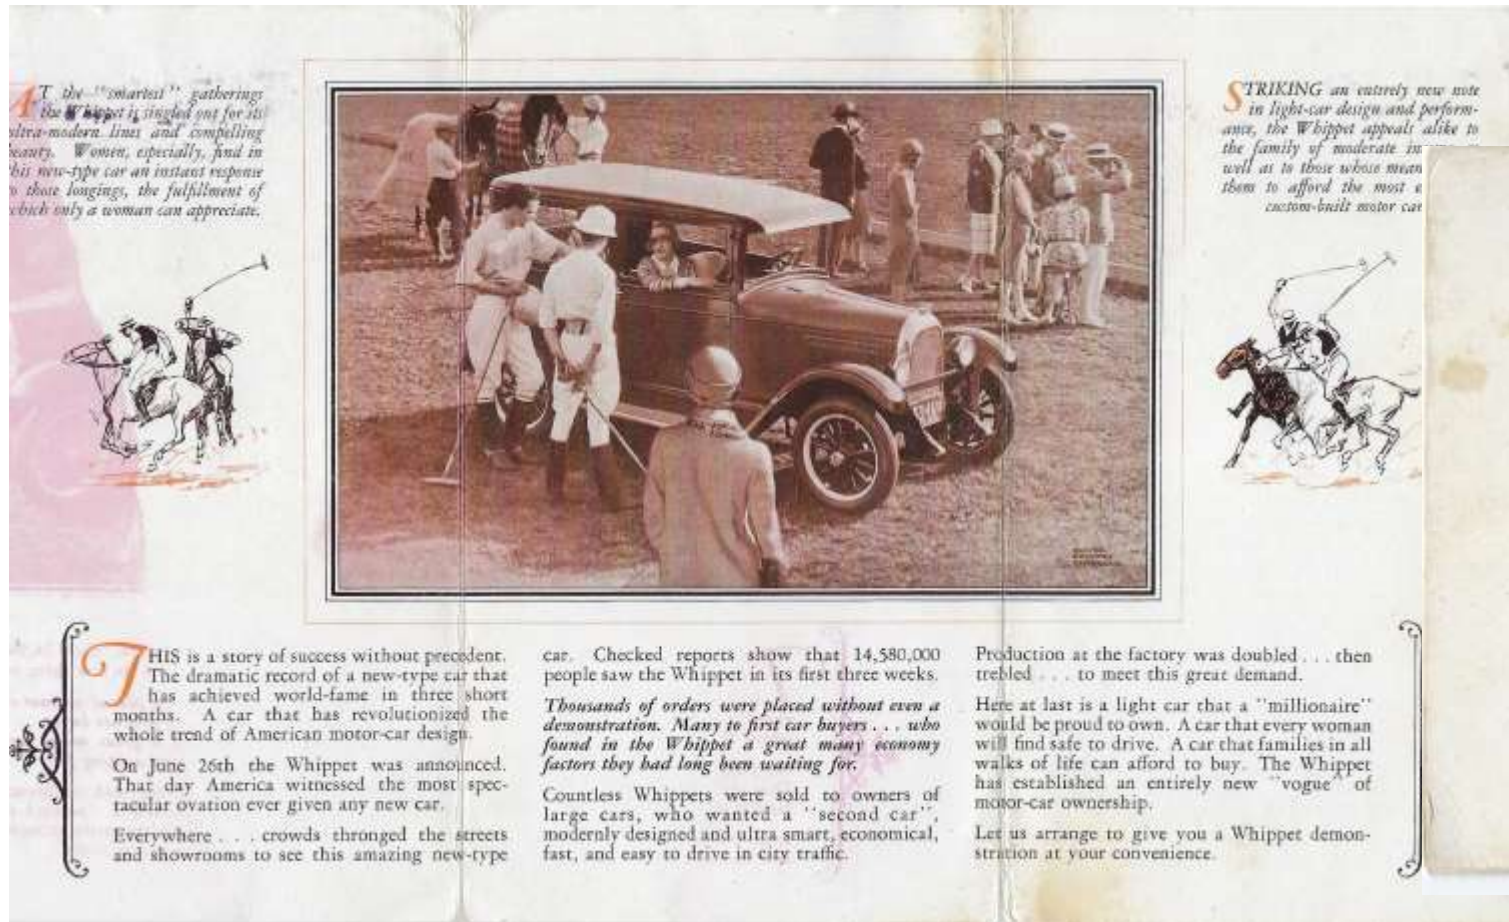 AT the "smartest" gatherings
the Whippet is singled out for its
ultra-modern lines and compelling
beauty. Women, especially, find in
this new-type car an instant response
to those longings, the fulfillment of
which only a woman can appreciate.
STRIKING an entirely new note
in light-car design and perform-
ance, the Whippet appeals alike to
the family of moderate
well as to those whose
them to afford the most
custom-built motor
THIS is a story of success without precedent.
The dramatic record of a new-type car that
has achieved world-fame in three short
months. A car that has revolutionized the
whole trend of American motor-car design.
On June 26th the Whippet was announced.
That day America witnessed the most spec-
tacular ovation ever given any new car.
Everywhere . . . crowds thronged the streets
and showrooms to see this amazing new-type
car. Checked reports show that 14,580,000
people saw the Whippet in its first three weeks.
Thousands of orders were placed without even a
demonstration. Many to first car buyers . . . who
found in the Whippet a great many economy
factors they had long been waiting for.
Countless Whippets were sold to owners of
large cars, who wanted a "second car",
modernly designed and ultra smart, economical,
fast, and easy to drive in city traffic.
Production at the factory was doubled . . . then
trebled . . . to meet this great demand.
Here at last is a light car that a "millionaire"
would be proud to own. A car that every woman
will find safe to drive. A car that families in all
walks of life can afford to buy. The Whippet
has established an entirely new "vogue" of
motor-car ownership.
Let us arrange to give you a Whippet demon-
stration at your convenience.